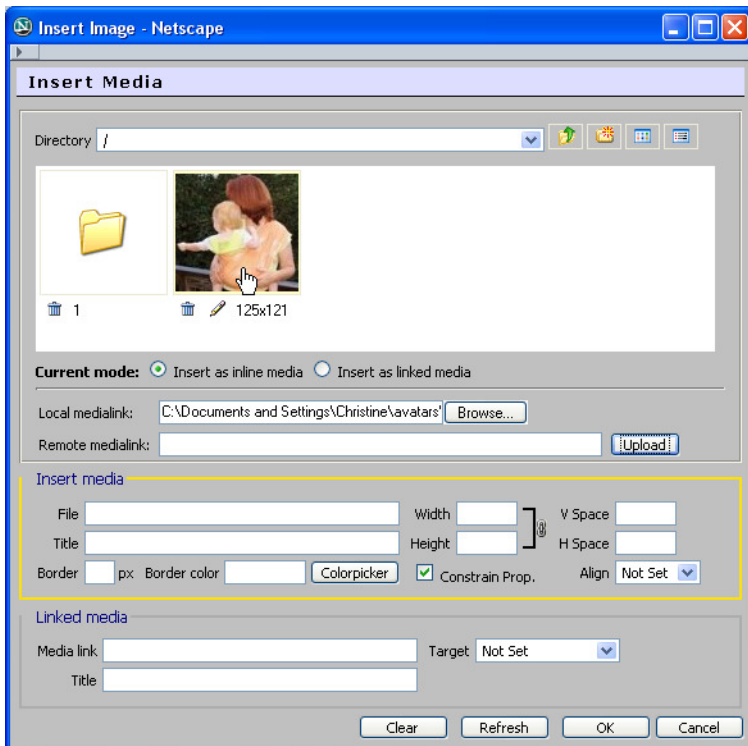 Insert Image - Netscape
Insert Media
Directory /
1 125x121
Current mode: Insert as inline media Insert as linked media
Local medialink: C:\Documents and Settings\Christine\avatars' Browse...
Remote medialink: Upload
Insert media
File Width V Space
Title Height H Space
Border px Border color Colorpicker Constrain Prop. Align Not Set
Linked media
Media link Target Not Set
Title
Clear Refresh OK Cancel